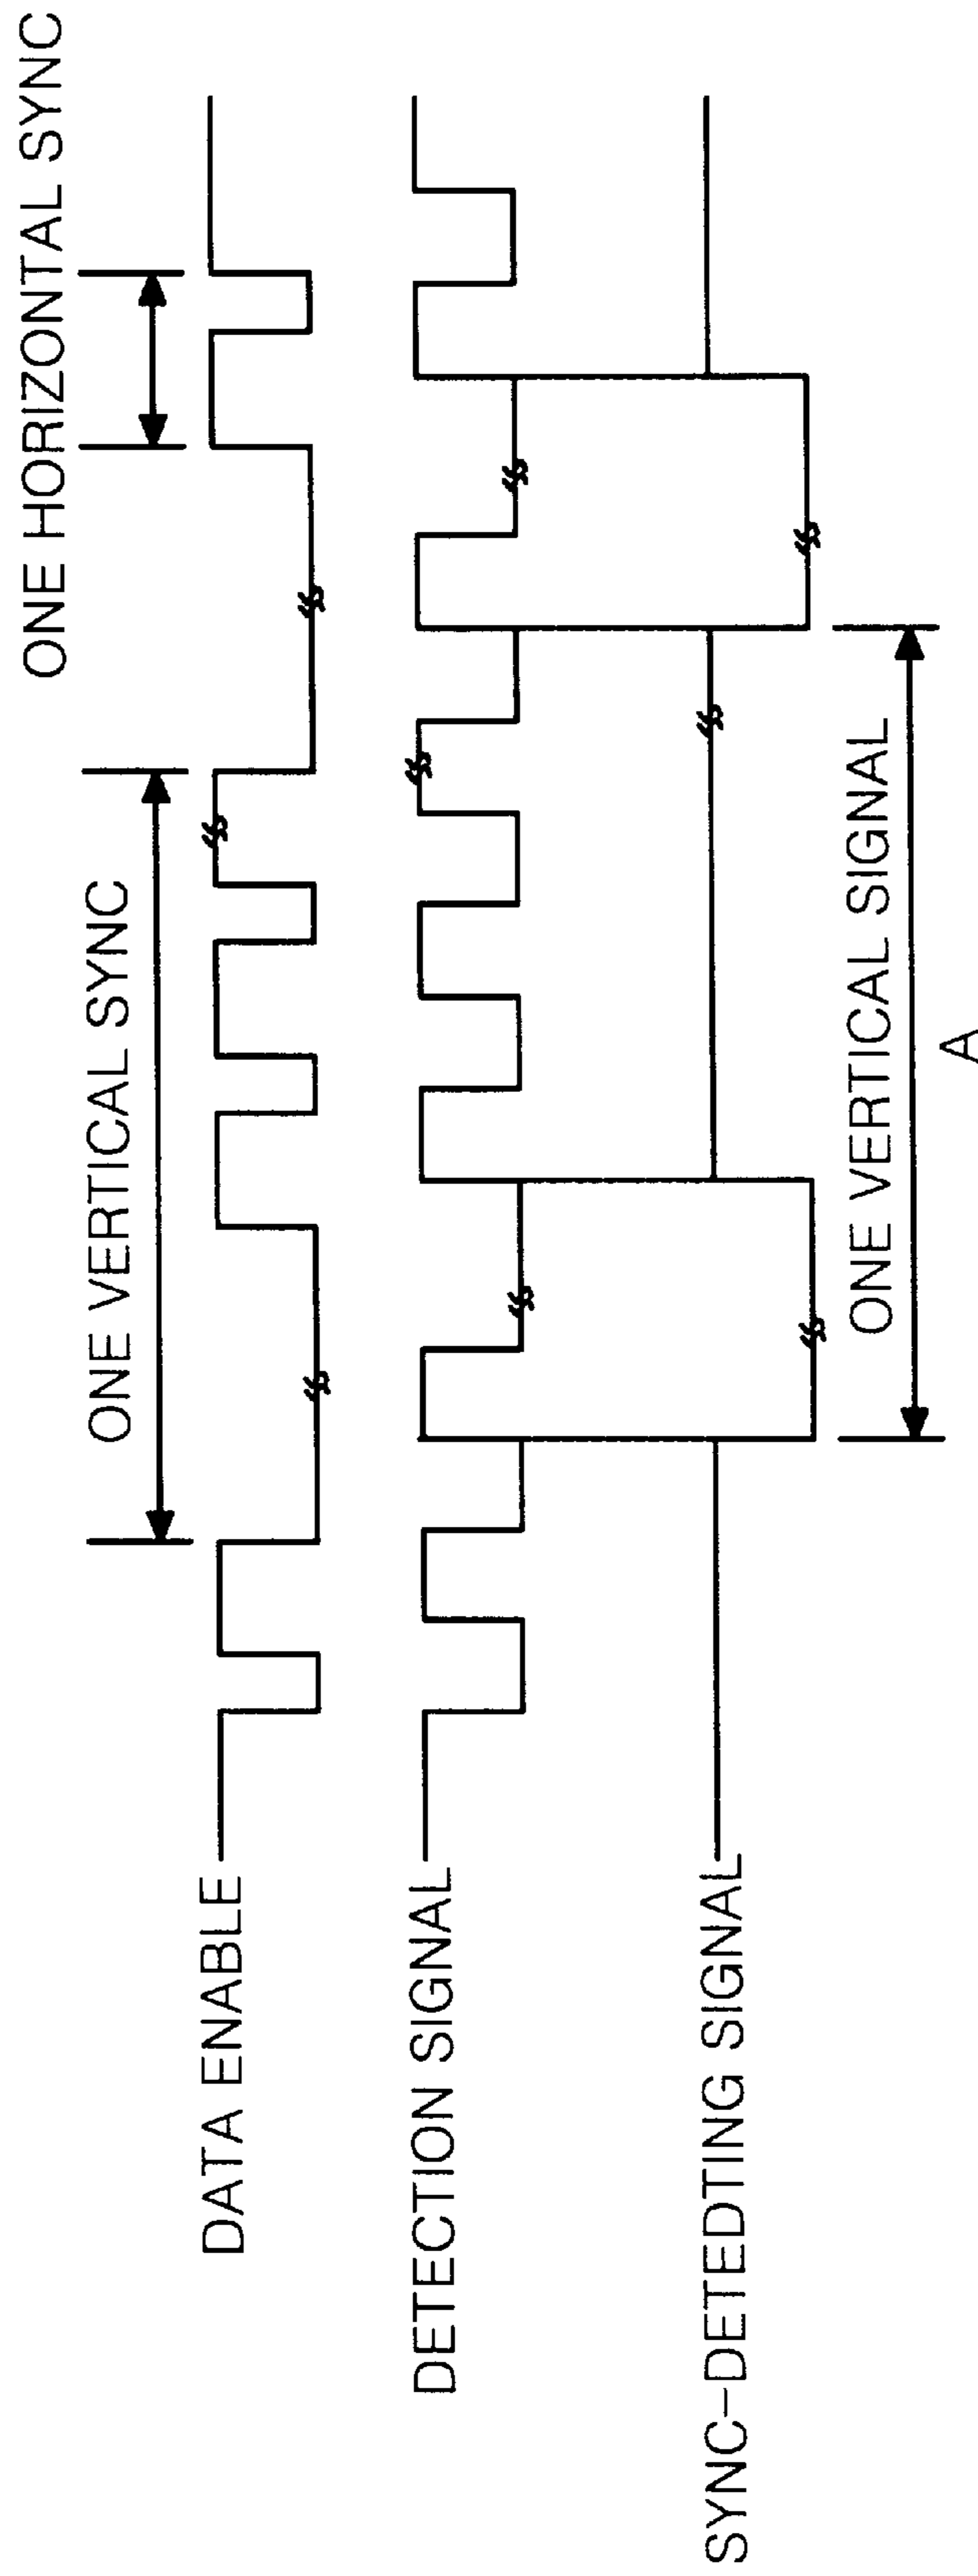 ONE HORIZONTAL SYNC
ONE VERTICAL SYNC
DATA ENABLE
DETECTION SIGNAL
SYNC-DETEDTING SIGNAL
ONE VERTICAL SIGNAL
A